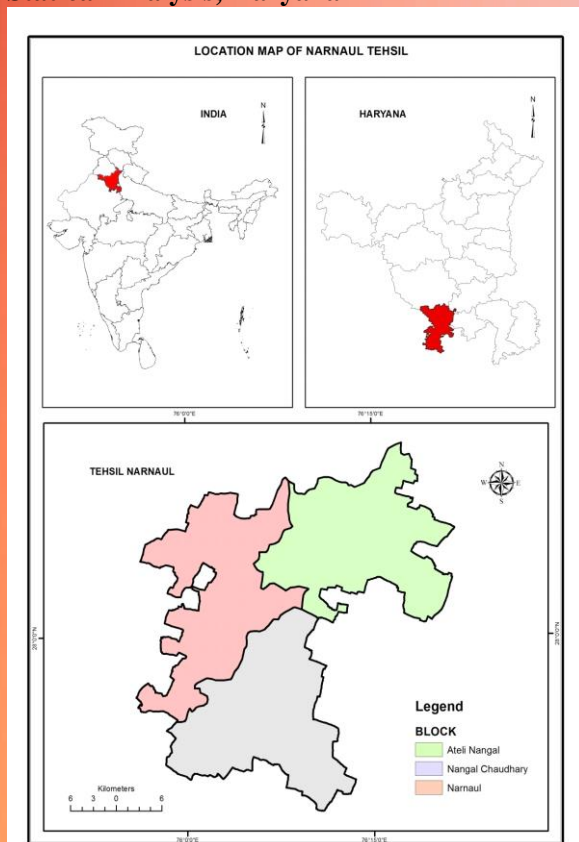 LOCATION MAP OF NARNAUL TEHSIL
INDIA
N
HARYANA
N
76°0'0"E
76°15'0"E
TEHSIL NARNAUL
N
W E
S
28°0'0"N
28°0'0"N
Legend
BLOCK
Ateli Nangal
Nangal Chaudhary
Narnaul
Kilometers
6 3 0 6
76°0'0"E
76°15'0"E